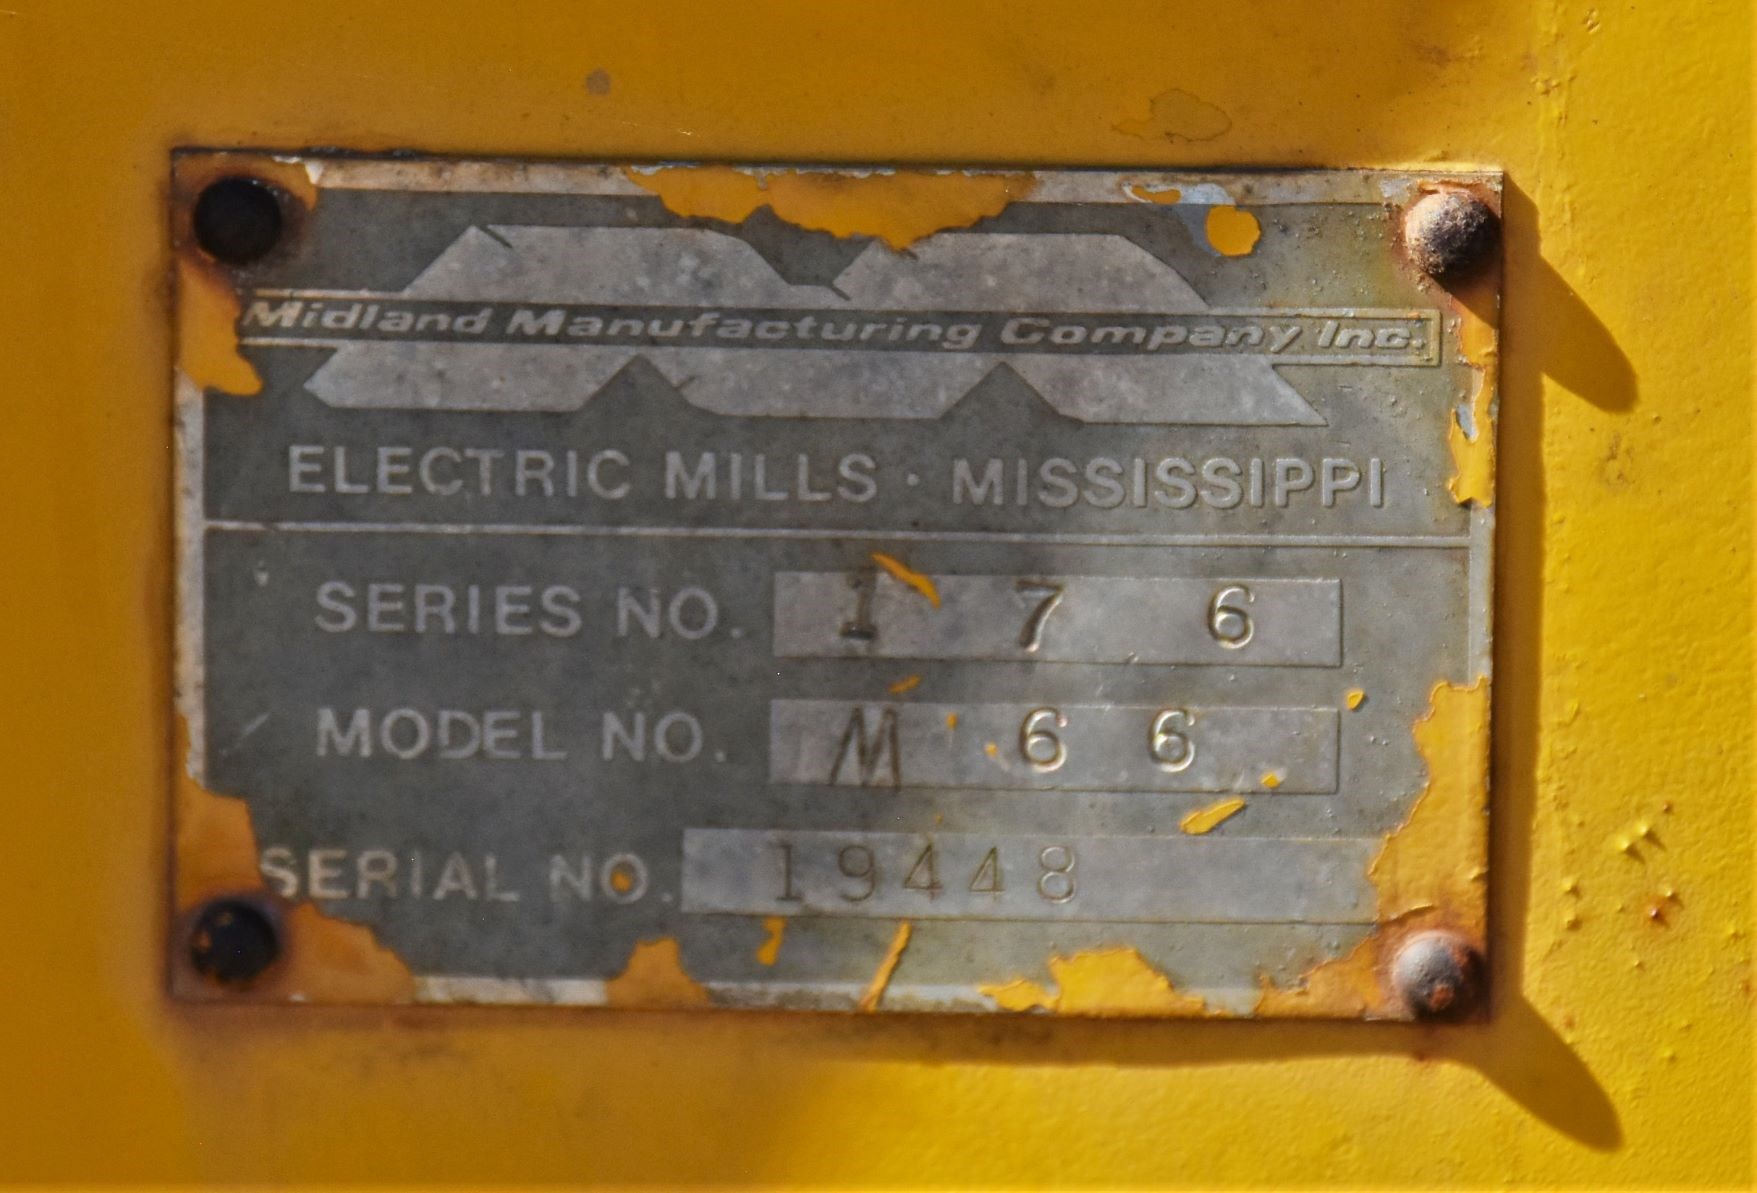 Midland Manufacturing Company Inc.
ELECTRIC MILLS · MISSISSIPPI
SERIES NO. 1 7 6
MODEL NO. M 6 6
SERIAL NO. 19448